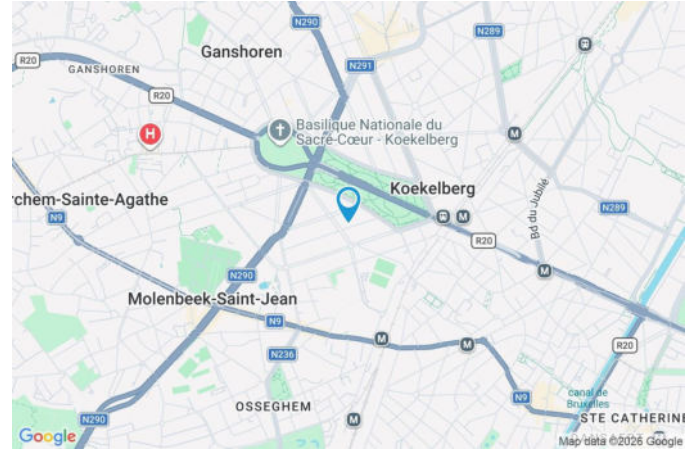 N290
N289
Ganshoren
R20
N291
GANSHOREN
R20
H
Basilique Nationale du
Sacré-Cœur - Koekelberg
M
rchem-Sainte-Agathe
Koekelberg
Bd du Jubilé
N289
N9
M
R20
N290
M
Molenbeek-Saint-Jean
N9
M
M
R20
N236
canal de
Bruxelles
OSSEGHEM
N9
N290
M
STE CATHERINE
Google
Map data ©2026 Google